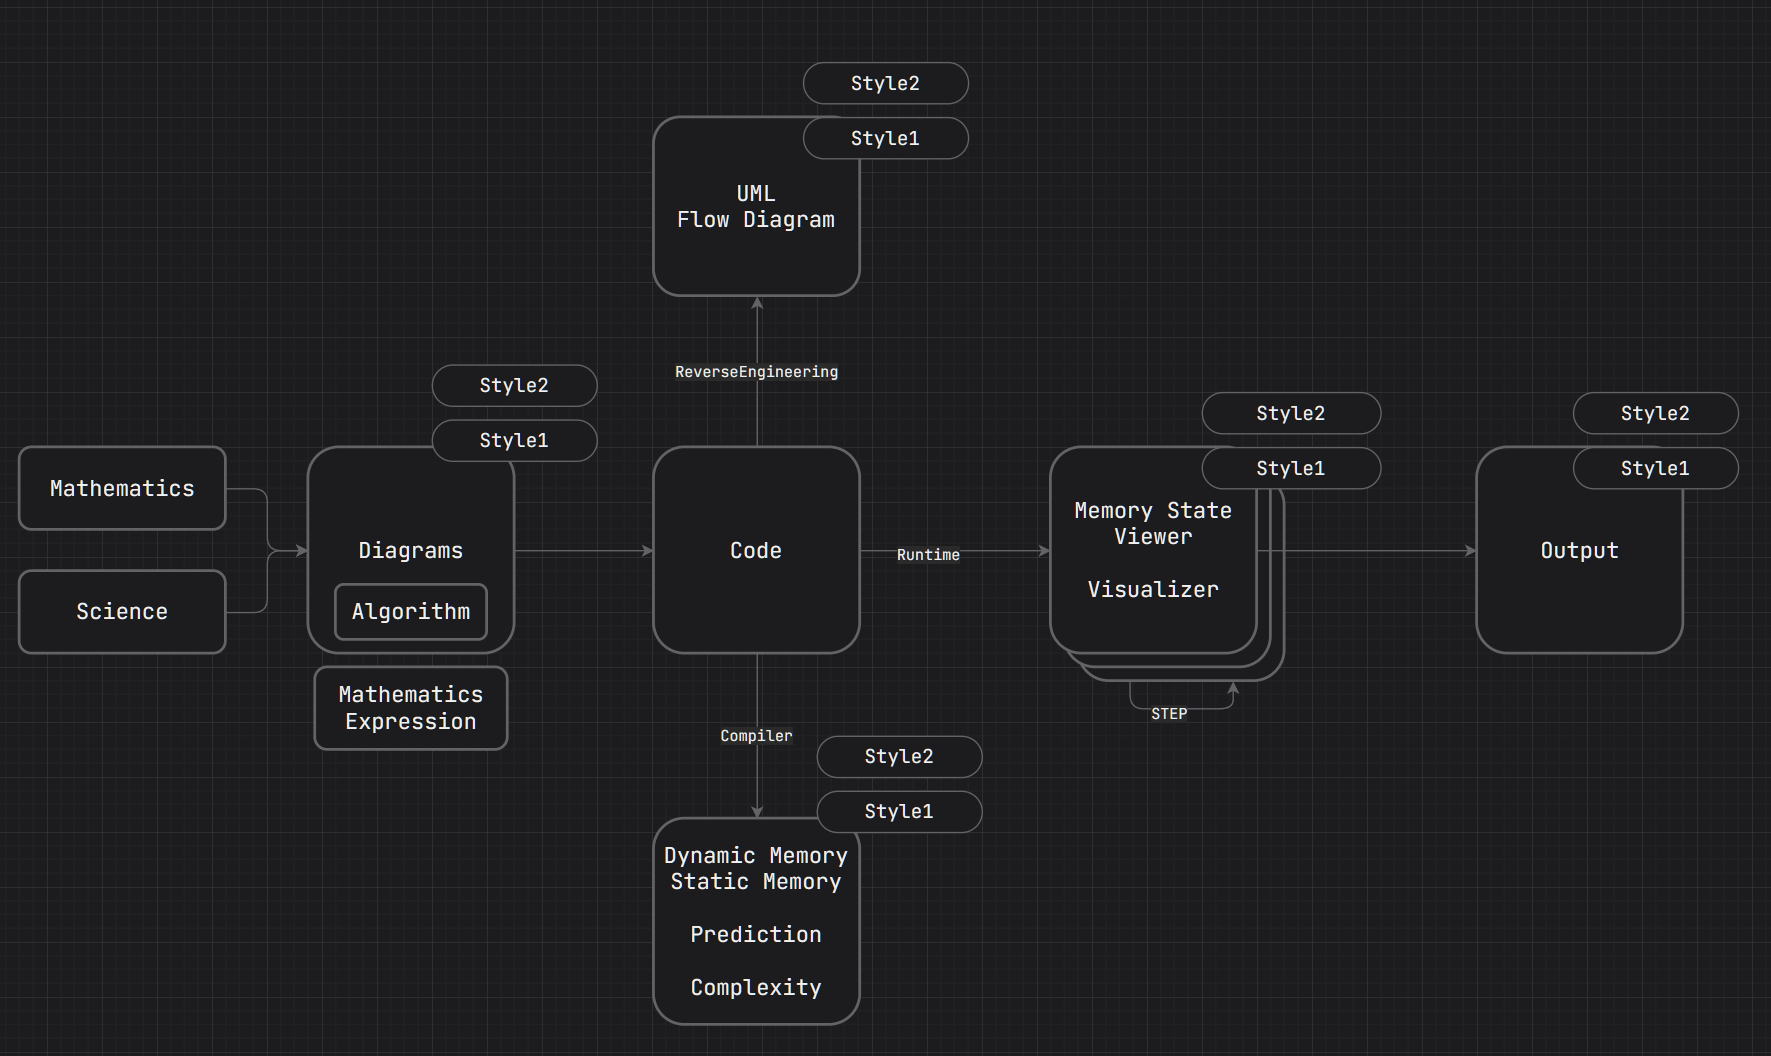 Style2
Style1
UML
Flow Diagram
ReverseEngineering
Style2
Style1
Mathematics
Science
Diagrams
Algorithm
Mathematics
Expression
Code
Runtime
Style2
Style1
Memory State
Viewer
Visualizer
STEP
Style2
Style1
Output
Compiler
Style2
Style1
Dynamic Memory
Static Memory
Prediction
Complexity